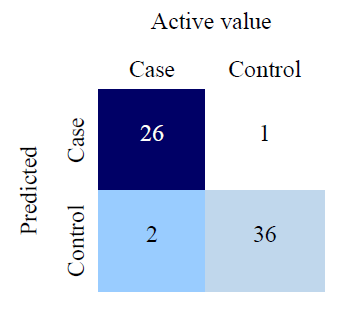 Active value
Case Control
Predicted
Case 26 1
Control 2 36